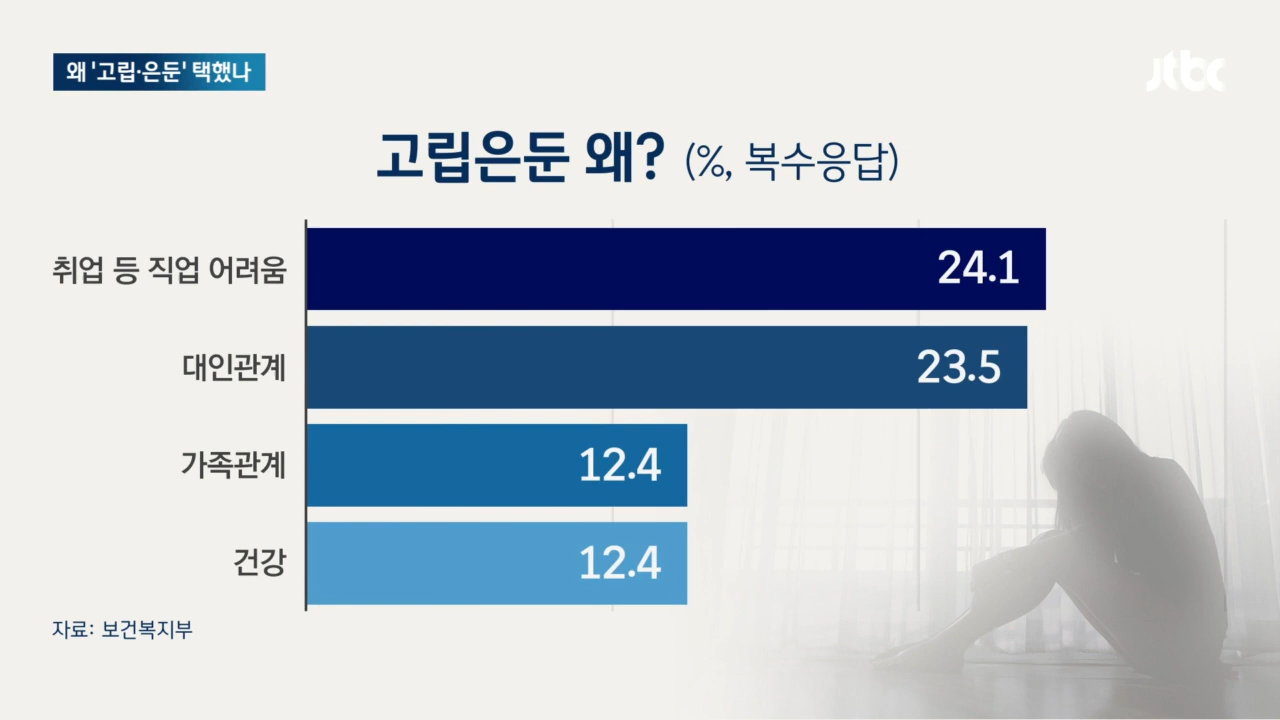 왜 '고립·은둔' 택했나
jtbc
고립은둔 왜? (%, 복수응답)
취업 등 직업 어려움 24.1
대인관계 23.5
가족관계 12.4
건강 12.4
자료: 보건복지부